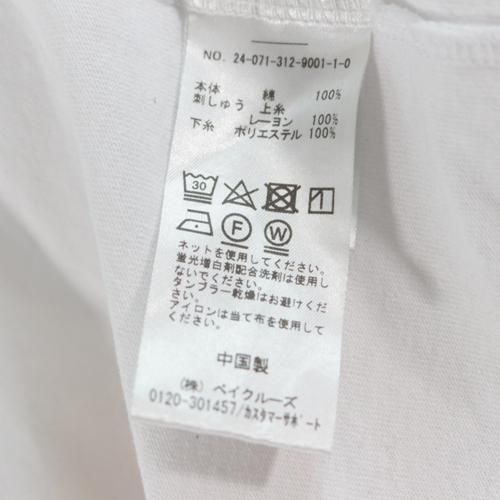 NO. 24-071-312-9001-1-0
本体 綿 100%
刺しゅう 上糸
レーヨン 100%
下糸 ポリエステル 100%
30
F W
ネットを使用してください。
蛍光増白剤配合洗剤は使用し
ないでください。
タンブラー乾燥はお避けくだ
さい。
アイロンは当て布を使用して
ください。
中国製
(株) ベイクルーズ
0120-301457/カスタマーサポート